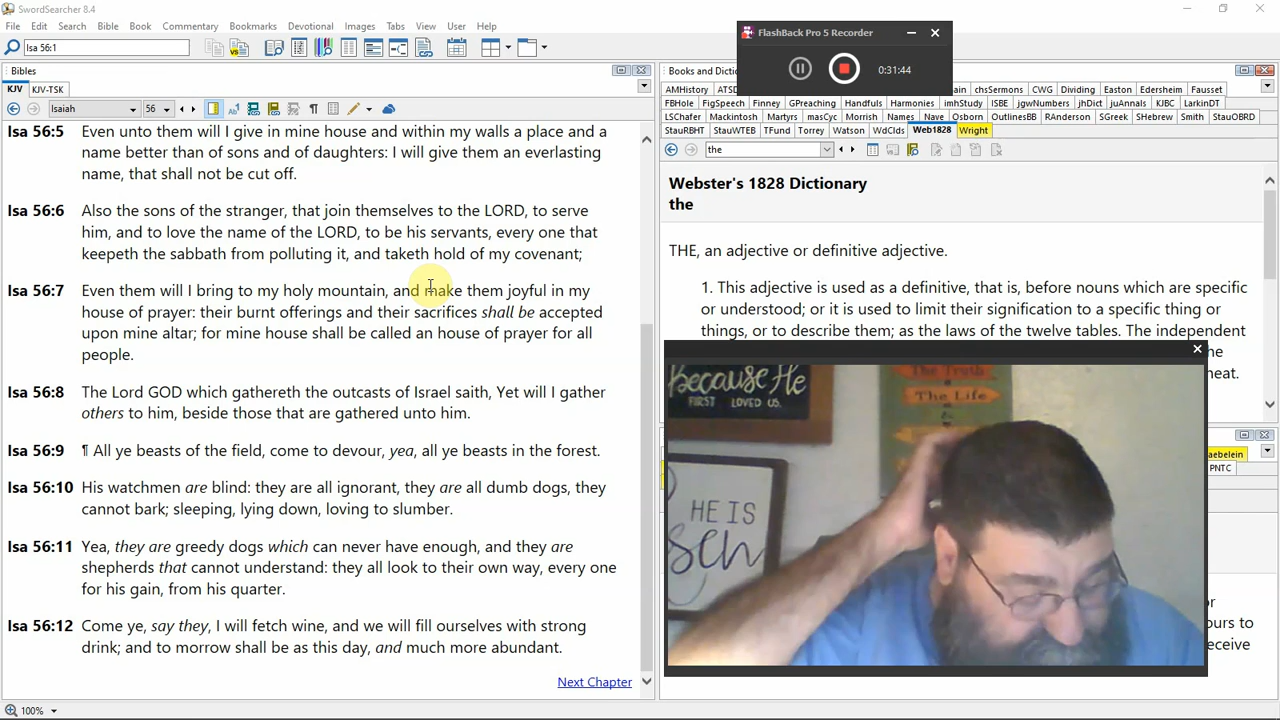 SwordSearcher 8.4
File Edit Search Bible Book Commentary Bookmarks Devotional Images Tabs View User Help
Isa 56:1
VS
Bibles
KJV KJV-TSK
Isaiah 56
Isa 56:5 Even unto them will I give in mine house and within my walls a place and a
name better than of sons and of daughters: I will give them an everlasting
name, that shall not be cut off.
Isa 56:6 Also the sons of the stranger, that join themselves to the LORD, to serve
him, and to love the name of the LORD, to be his servants, every one that
keepeth the sabbath from polluting it, and taketh hold of my covenant;
Isa 56:7 Even them will I bring to my holy mountain, and make them joyful in my
house of prayer: their burnt offerings and their sacrifices shall be accepted
upon mine altar; for mine house shall be called an house of prayer for all
people.
Isa 56:8 The Lord GOD which gathereth the outcasts of Israel saith, Yet will I gather
others to him, beside those that are gathered unto him.
Isa 56:9 ¶ All ye beasts of the field, come to devour, yea, all ye beasts in the forest.
Isa 56:10 His watchmen are blind: they are all ignorant, they are all dumb dogs, they
cannot bark; sleeping, lying down, loving to slumber.
Isa 56:11 Yea, they are greedy dogs which can never have enough, and they are
shepherds that cannot understand: they all look to their own way, every one
for his gain, from his quarter.
Isa 56:12 Come ye, say they, I will fetch wine, and we will fill ourselves with strong
drink; and to morrow shall be as this day, and much more abundant.
Next Chapter
100%
FlashBack Pro 5 Recorder
0:31:44
Books and Dictio
AMHistory ATSD ain chsSermons CWG Dividing Easton Edersheim Fausset
FBHole FigSpeech Finney GPreaching Handfuls Harmonies imhStudy ISBE jgwNumbers jhDict juAnnals KJBC LarkinDT
LSChafer Mackintosh Martyrs masCyc Morrish Names Nave Osborn OutlinesBB RAnderson SGreek SHebrew Smith StauOBRD
StauRBHT StauWTEB TFund Torrey Watson WdClds Web1828 Wright
the
Webster's 1828 Dictionary
the
THE, an adjective or definitive adjective.
1. This adjective is used as a definitive, that is, before nouns which are specific
or understood; or it is used to limit their signification to a specific thing or
things, or to describe them; as the laws of the twelve tables. The independent
he
meat.
aebelein
PNTC
or
ours to
eceive
Because He
FIRST LOVED US.
The Truth
The Life
HE IS
sen